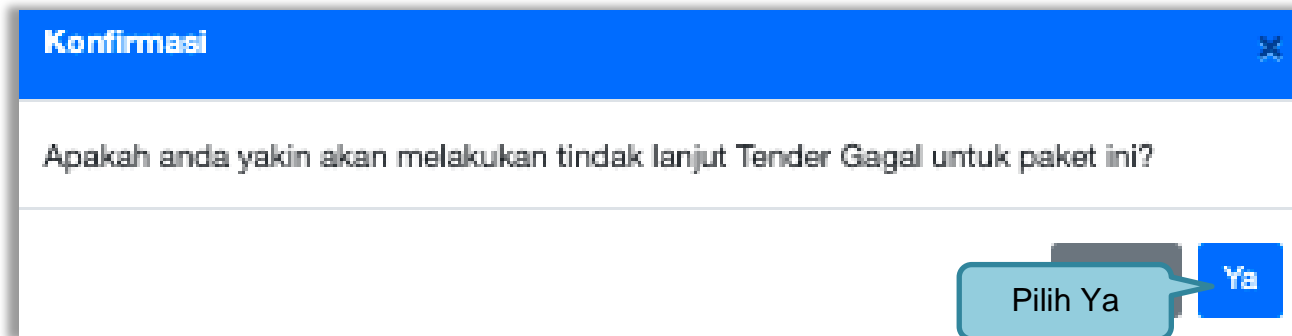 Konfirmasi
×
Apakah anda yakin akan melakukan tindak lanjut Tender Gagal untuk paket ini?
Pilih Ya
Ya